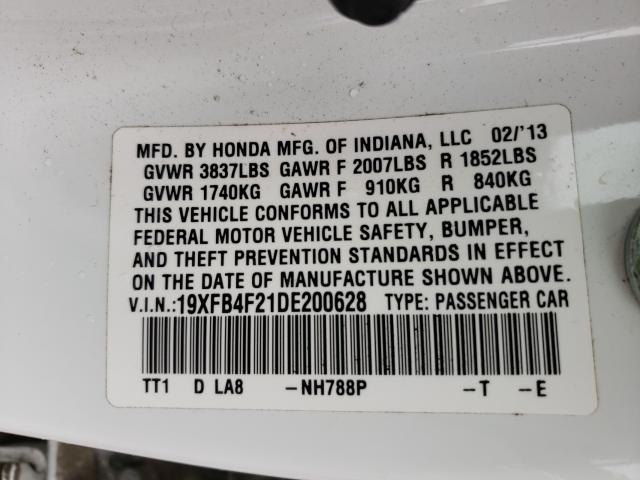 MFD. BY HONDA MFG. OF INDIANA, LLC 02/'13
GVWR 3837LBS GAWR F 2007LBS R 1852LBS
GVWR 1740KG GAWR F 910KG R 840KG
THIS VEHICLE CONFORMS TO ALL APPLICABLE
FEDERAL MOTOR VEHICLE SAFETY, BUMPER,
AND THEFT PREVENTION STANDARDS IN EFFECT
ON THE DATE OF MANUFACTURE SHOWN ABOVE.
V.I.N.:19XFB4F21DE200628 TYPE: PASSENGER CAR
TT1 D LA8 -NH788P -T -E